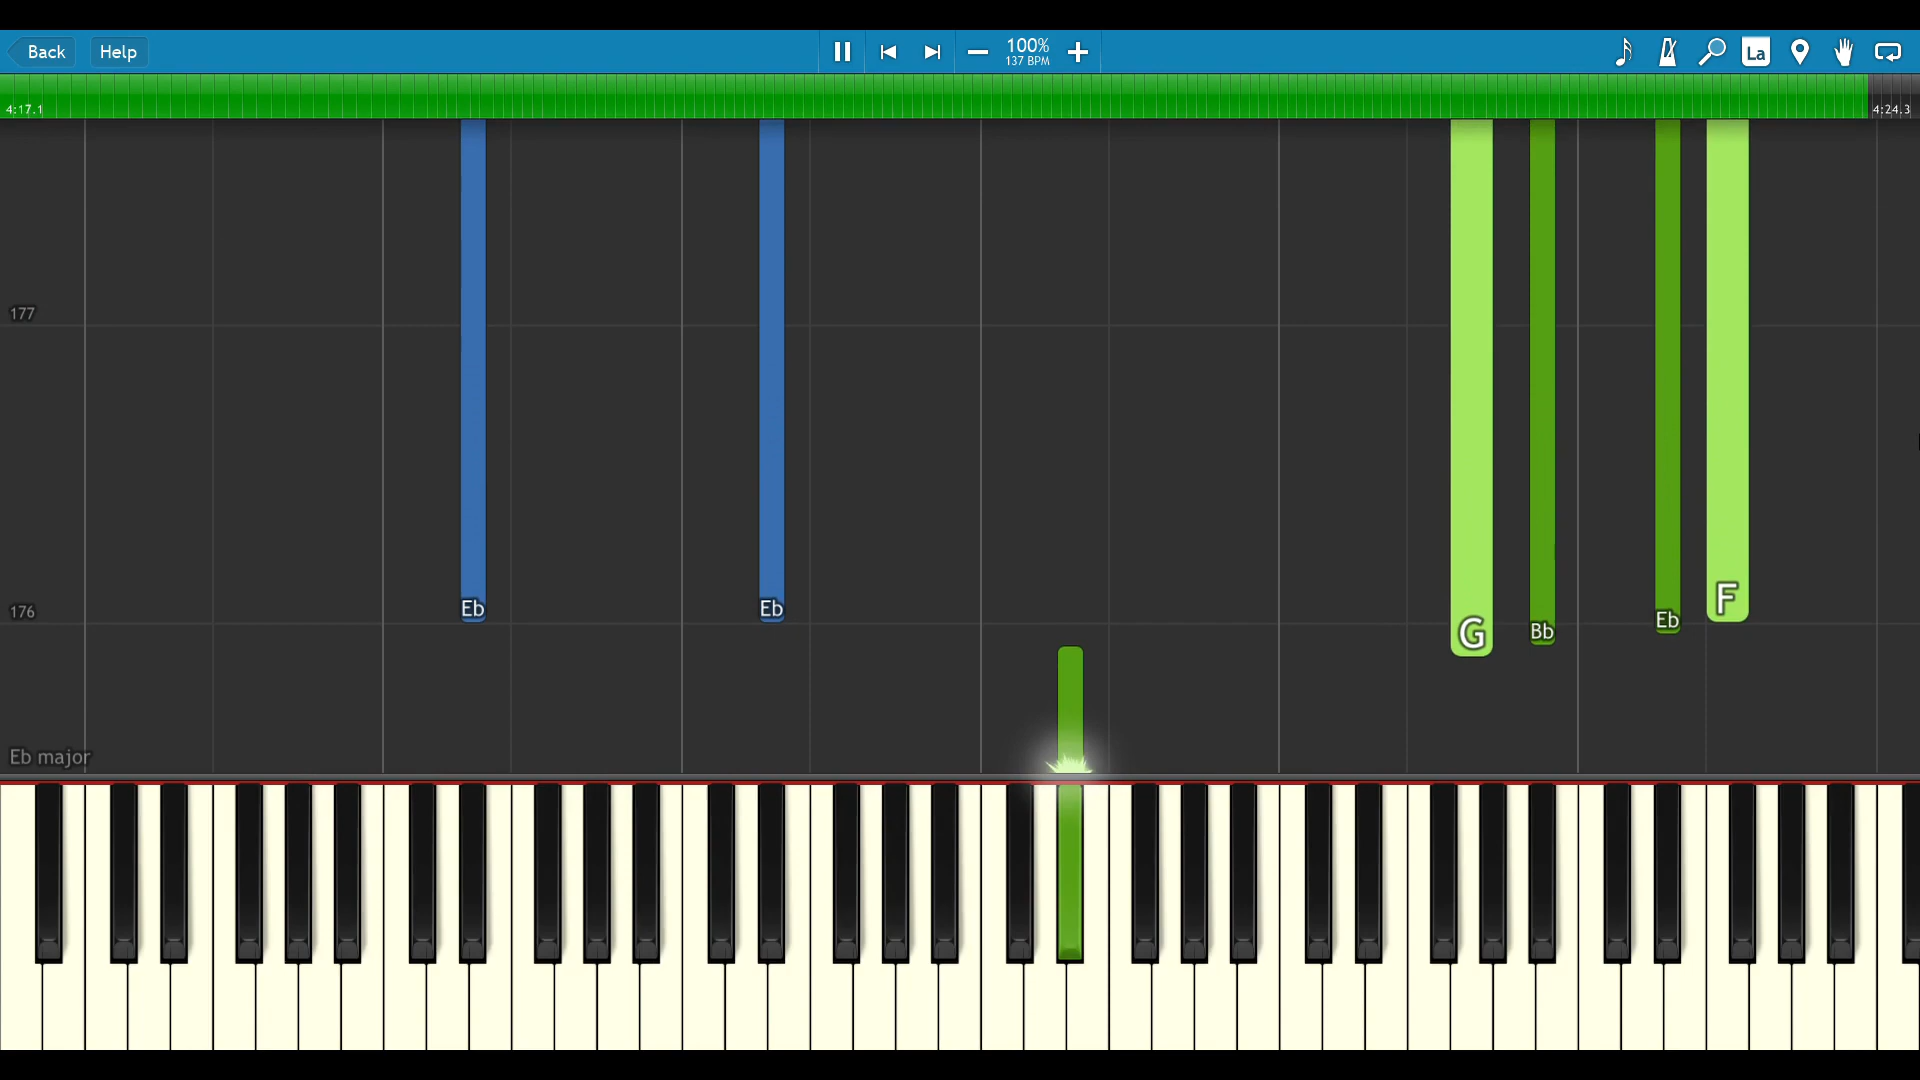 Back Help 100% La
137 BPM
4:17.1 4:24.3
177
Eb Eb Eb F
176 G Bb
Eb major